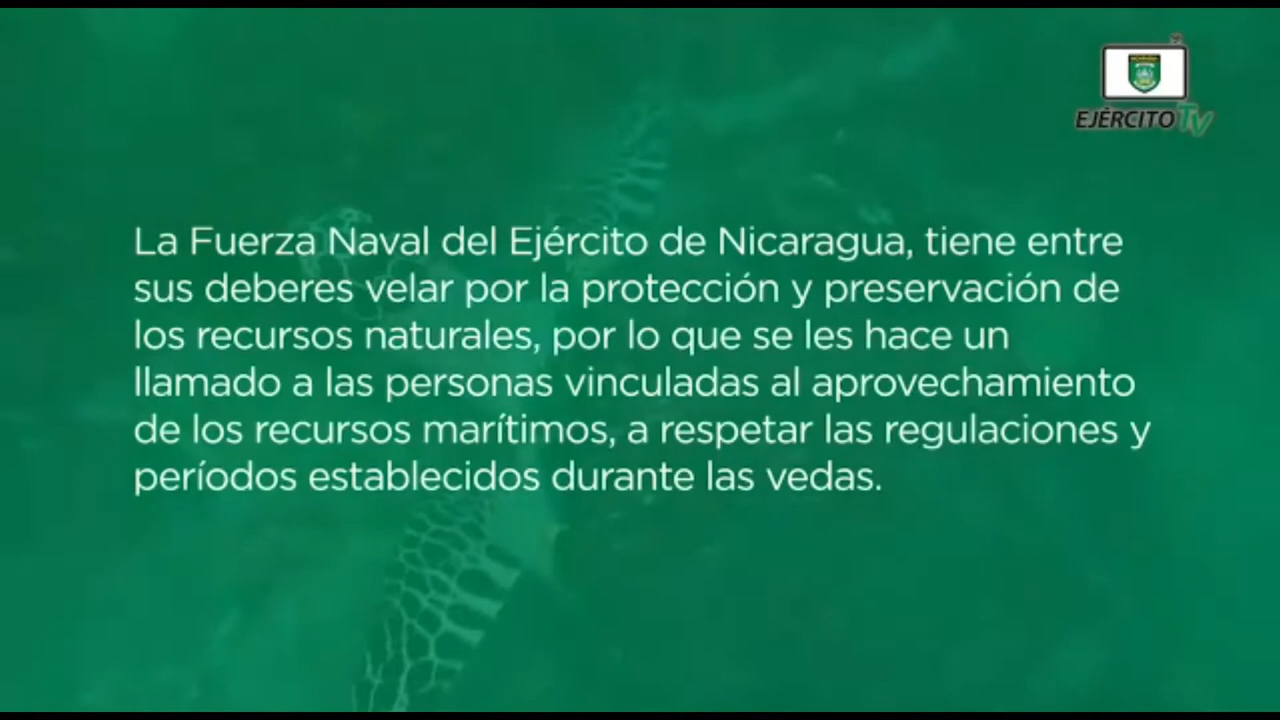 EJÉRCITO TV
La Fuerza Naval del Ejército de Nicaragua, tiene entre
sus deberes velar por la protección y preservación de
los recursos naturales, por lo que se les hace un
llamado a las personas vinculadas al aprovechamiento
de los recursos marítimos, a respetar las regulaciones y
períodos establecidos durante las vedas.